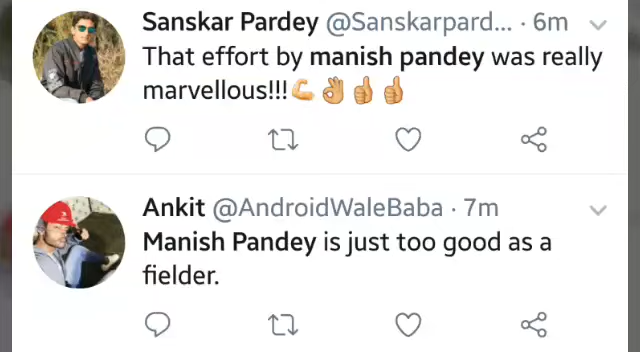 Sanskar Pardey @Sanskarpard... · 6m
That effort by manish pandey was really
marvellous!!!💪👌👍👍
Ankit @AndroidWaleBaba · 7m
Manish Pandey is just too good as a
fielder.